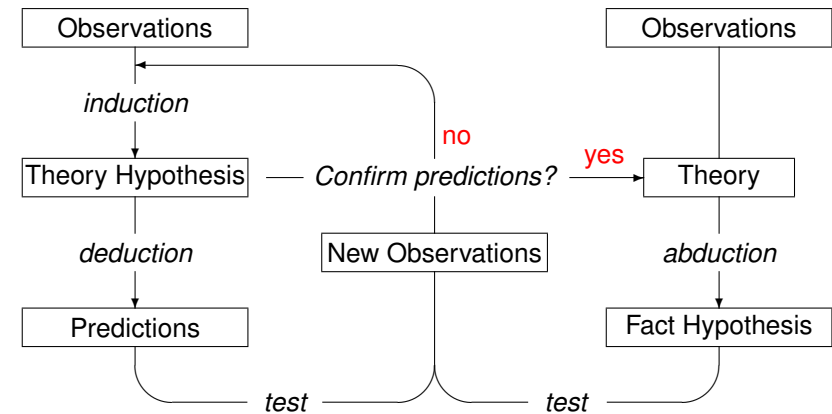 Observations
Observations
induction
no
yes
Theory Hypothesis
Confirm predictions?
Theory
deduction
New Observations
abduction
Predictions
Fact Hypothesis
test
test